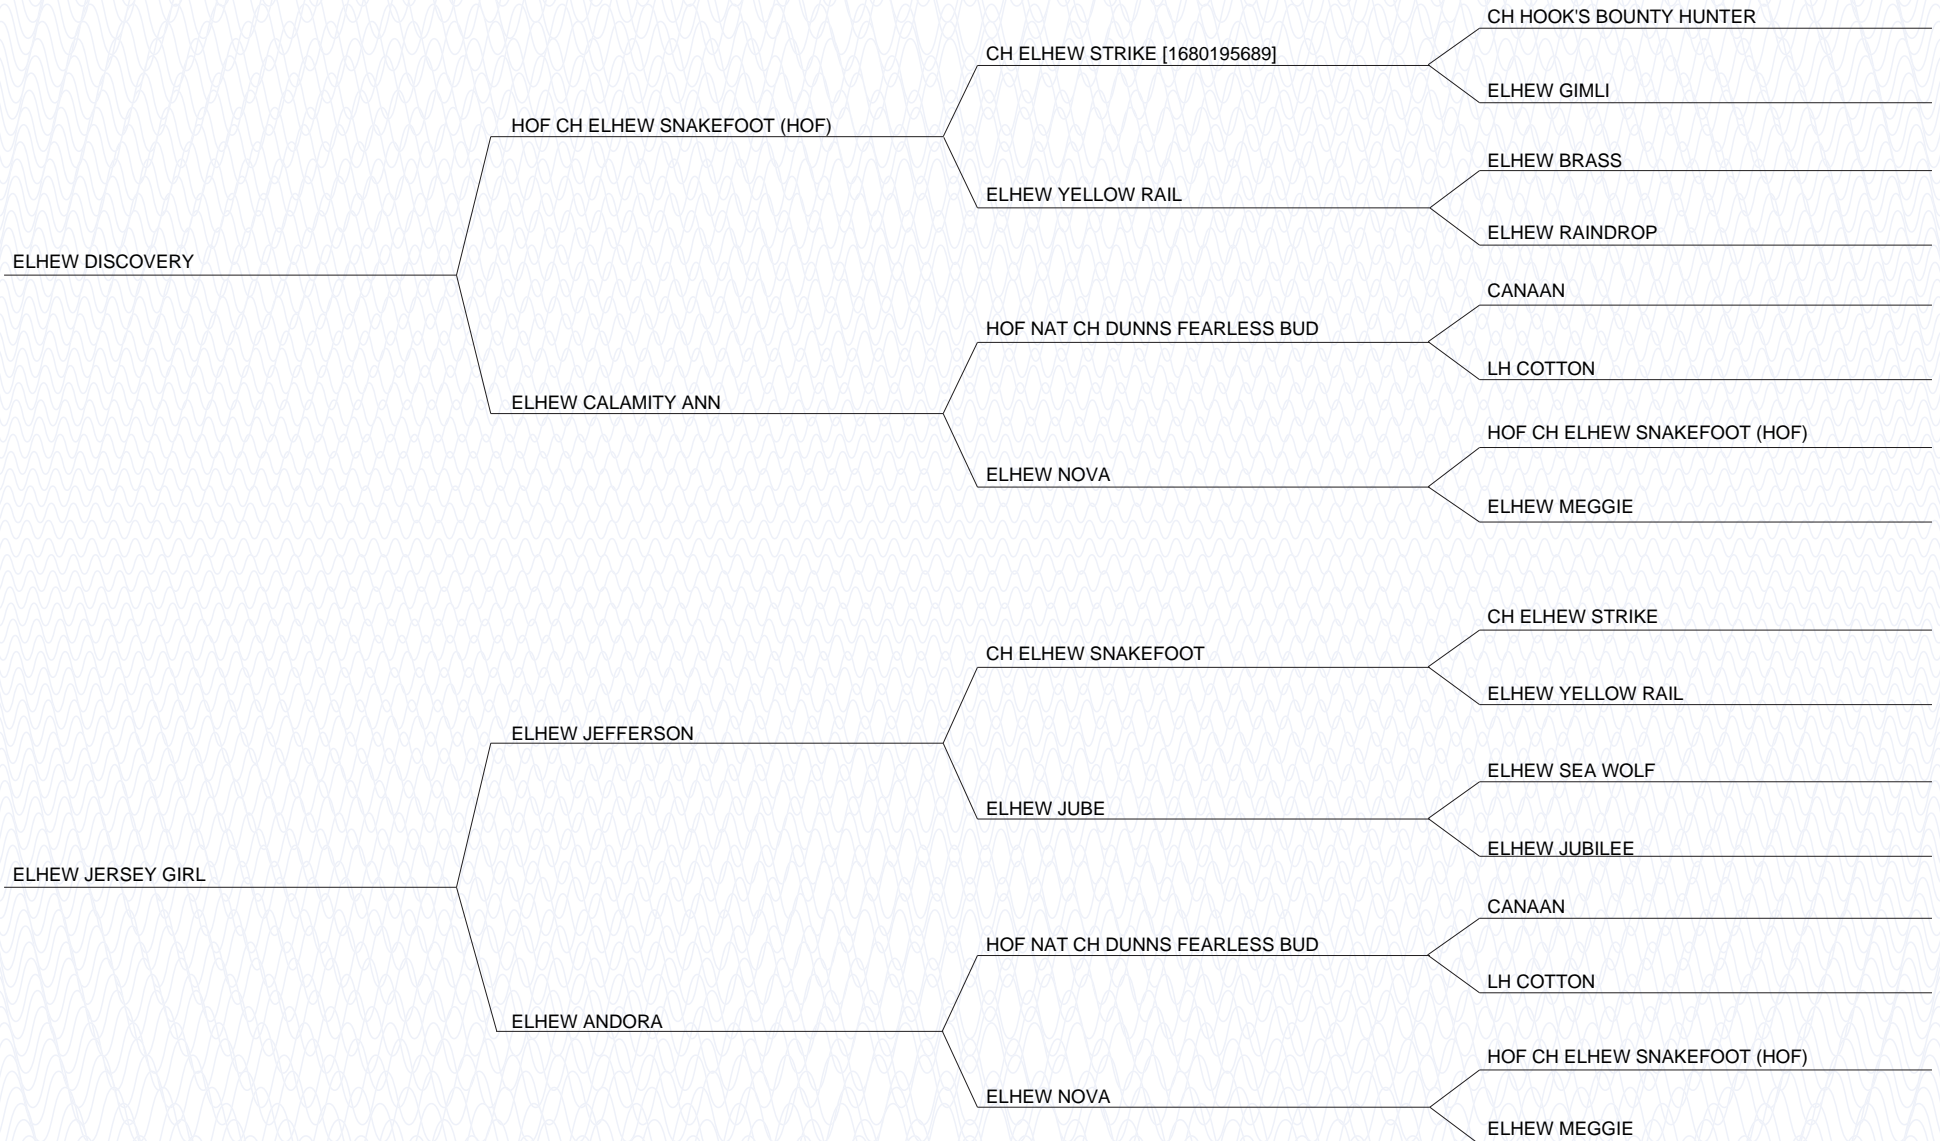 CH HOOK'S BOUNTY HUNTER
CH ELHEW STRIKE [1680195689]
ELHEW GIMLI
HOF CH ELHEW SNAKEFOOT (HOF)
ELHEW BRASS
ELHEW YELLOW RAIL
ELHEW RAINDROP
ELHEW DISCOVERY
CANAAN
HOF NAT CH DUNNS FEARLESS BUD
LH COTTON
ELHEW CALAMITY ANN
HOF CH ELHEW SNAKEFOOT (HOF)
ELHEW NOVA
ELHEW MEGGIE
CH ELHEW STRIKE
CH ELHEW SNAKEFOOT
ELHEW YELLOW RAIL
ELHEW JEFFERSON
ELHEW SEA WOLF
ELHEW JUBE
ELHEW JUBILEE
ELHEW JERSEY GIRL
CANAAN
HOF NAT CH DUNNS FEARLESS BUD
LH COTTON
ELHEW ANDORA
HOF CH ELHEW SNAKEFOOT (HOF)
ELHEW NOVA
ELHEW MEGGIE